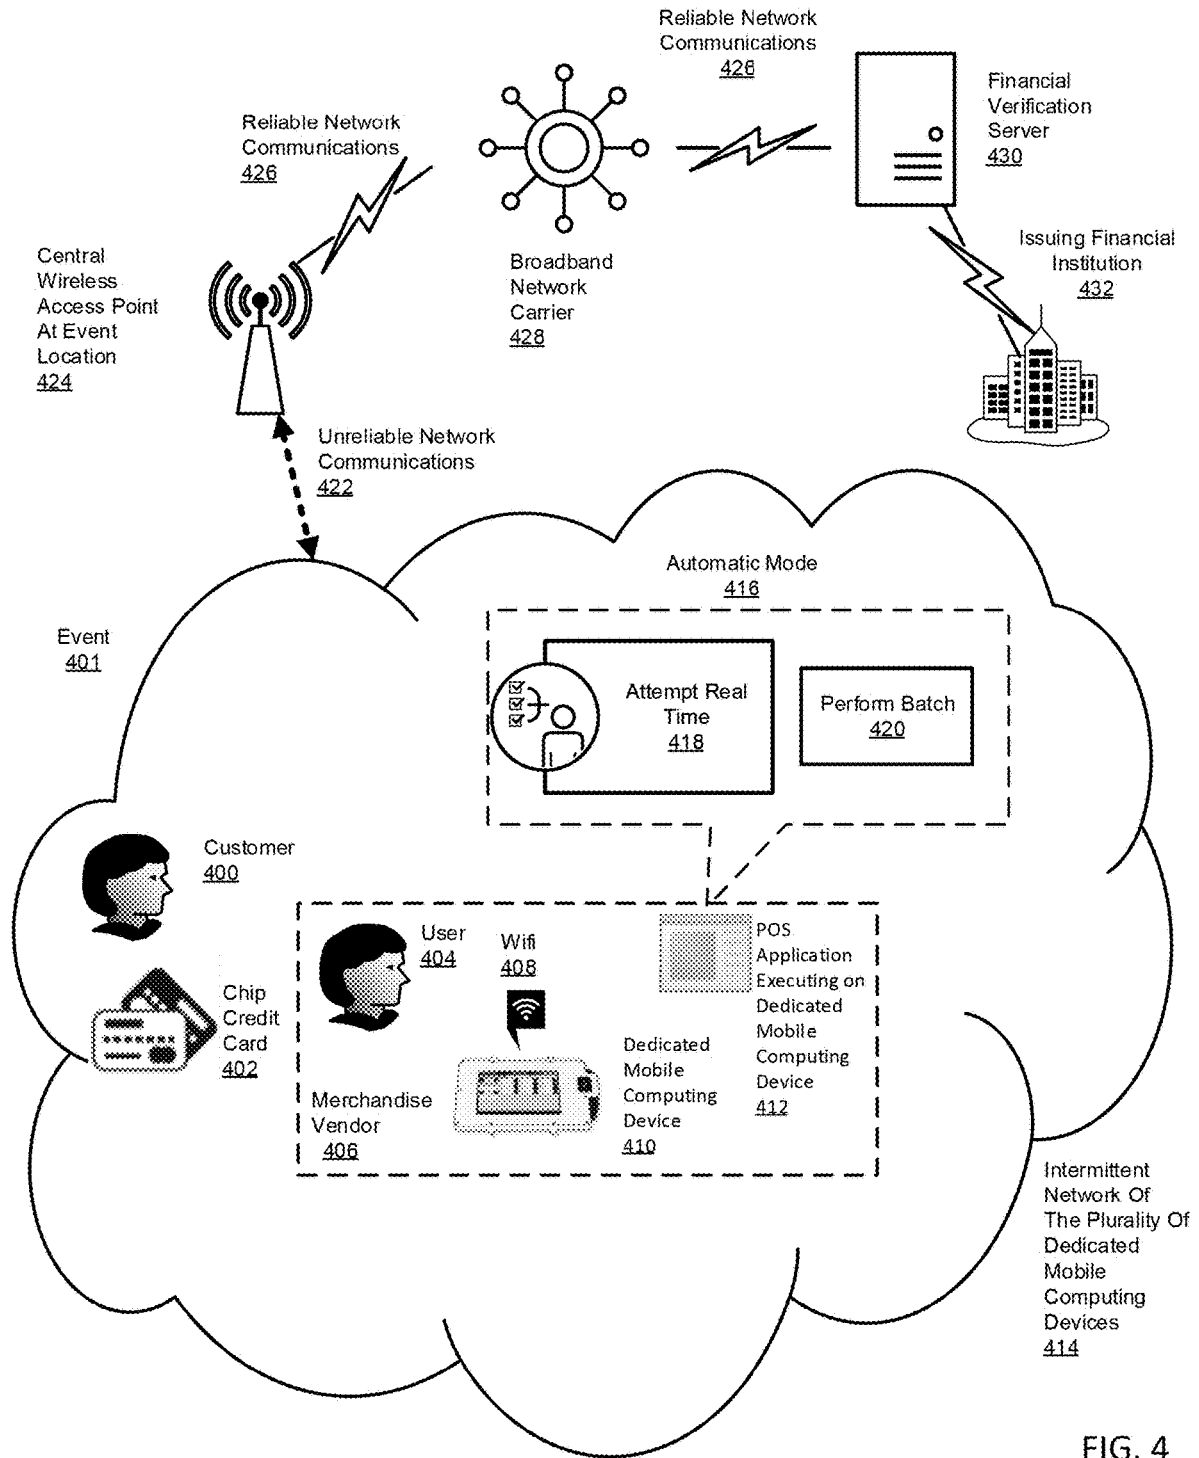 Reliable Network
Communications
426
Reliable Network
Communications
426
Financial
Verification
Server
430
Central
Wireless
Access Point
At Event
Location
424
Broadband
Network
Carrier
428
Issuing Financial
Institution
432
Unreliable Network
Communications
422
Automatic Mode
416
Event
401
Attempt Real
Time
418
Perform Batch
420
Customer
400
User
404
Wifi
408
POS
Application
Executing on
Dedicated
Mobile
Computing
Device
412
Chip
Credit
Card
402
Dedicated
Mobile
Computing
Device
410
Merchandise
Vendor
406
Intermittent
Network Of
The Plurality Of
Dedicated
Mobile
Computing
Devices
414
FIG. 4